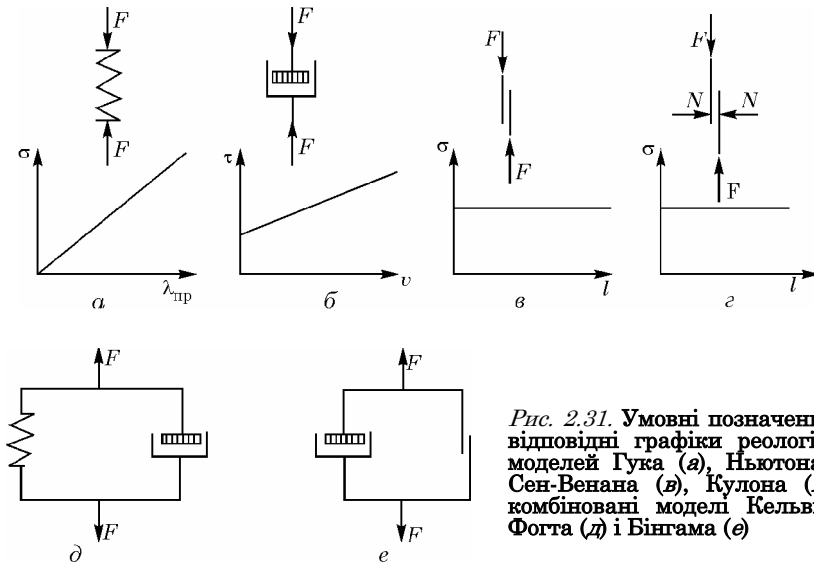 F F F F
N N
F F F F
σ τ σ σ
λпр v l l
а б в г
F F
F F
д е
Рис. 2.31. Умовні позначен
відповідні графіки реологі
моделей Гука (а), Ньютона
Сен-Венана (в), Кулона (
комбіновані моделі Кельві
Фогта (д) і Бінгама (е)